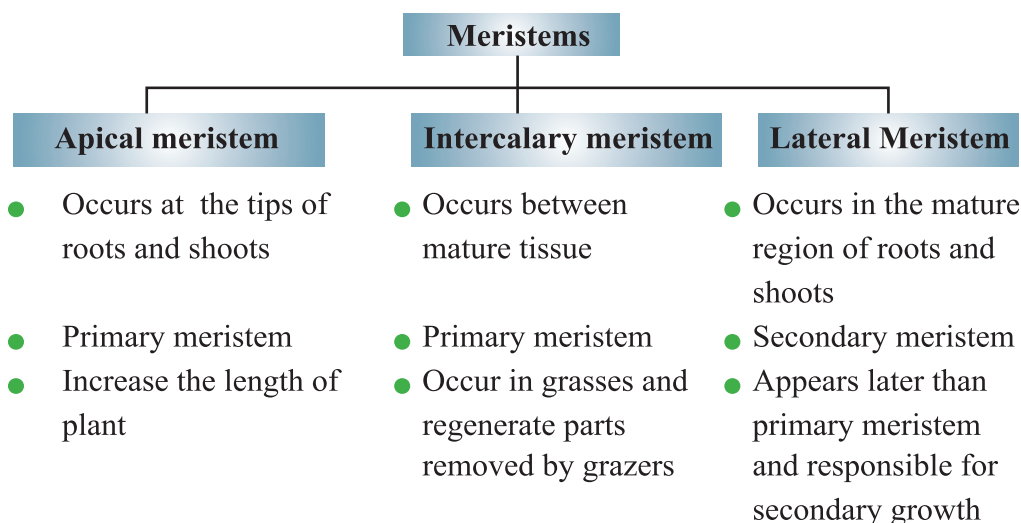 Meristems
Apical meristem
Occurs at the tips of
roots and shoots
Primary meristem
Increase the length of
plant
Intercalary meristem
Occurs between
mature tissue
Primary meristem
Occur in grasses and
regenerate parts
removed by grazers
Lateral Meristem
Occurs in the mature
region of roots and
shoots
Secondary meristem
Appears later than
primary meristem
and responsible for
secondary growth